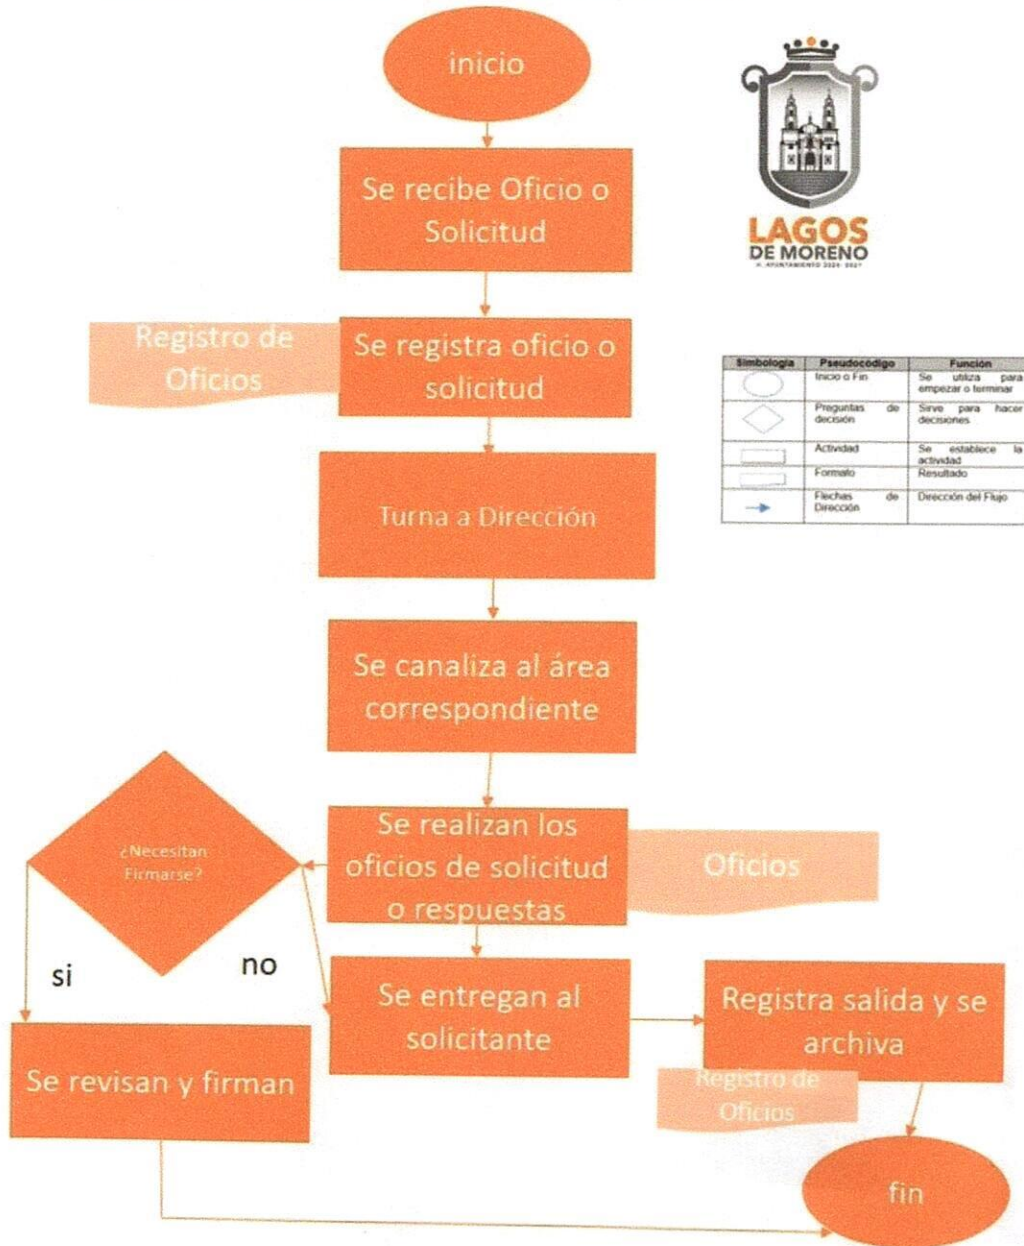 inicio
Se recibe Oficio o
Solicitud
LAGOS
DE MORENO
Registro de
Oficios
Se registra oficio o
solicitud
Simbología Pseudocódigo Función
Inicio o Fin Se utiliza para
empezar o terminar
Preguntas de
decisión
Sirve para hacer
decisiones
Actividad Se establece la
actividad
Formato Resultado
Flechas de
Dirección
Dirección del Flujo
Turna a Dirección
Se canaliza al área
correspondiente
¿Necesitan
Firmarse?
Se realizan los
oficios de solicitud
o respuestas
Oficios
si
no
Se entregan al
solicitante
Registra salida y se
archiva
Se revisan y firman
Registro de
Oficios
fin